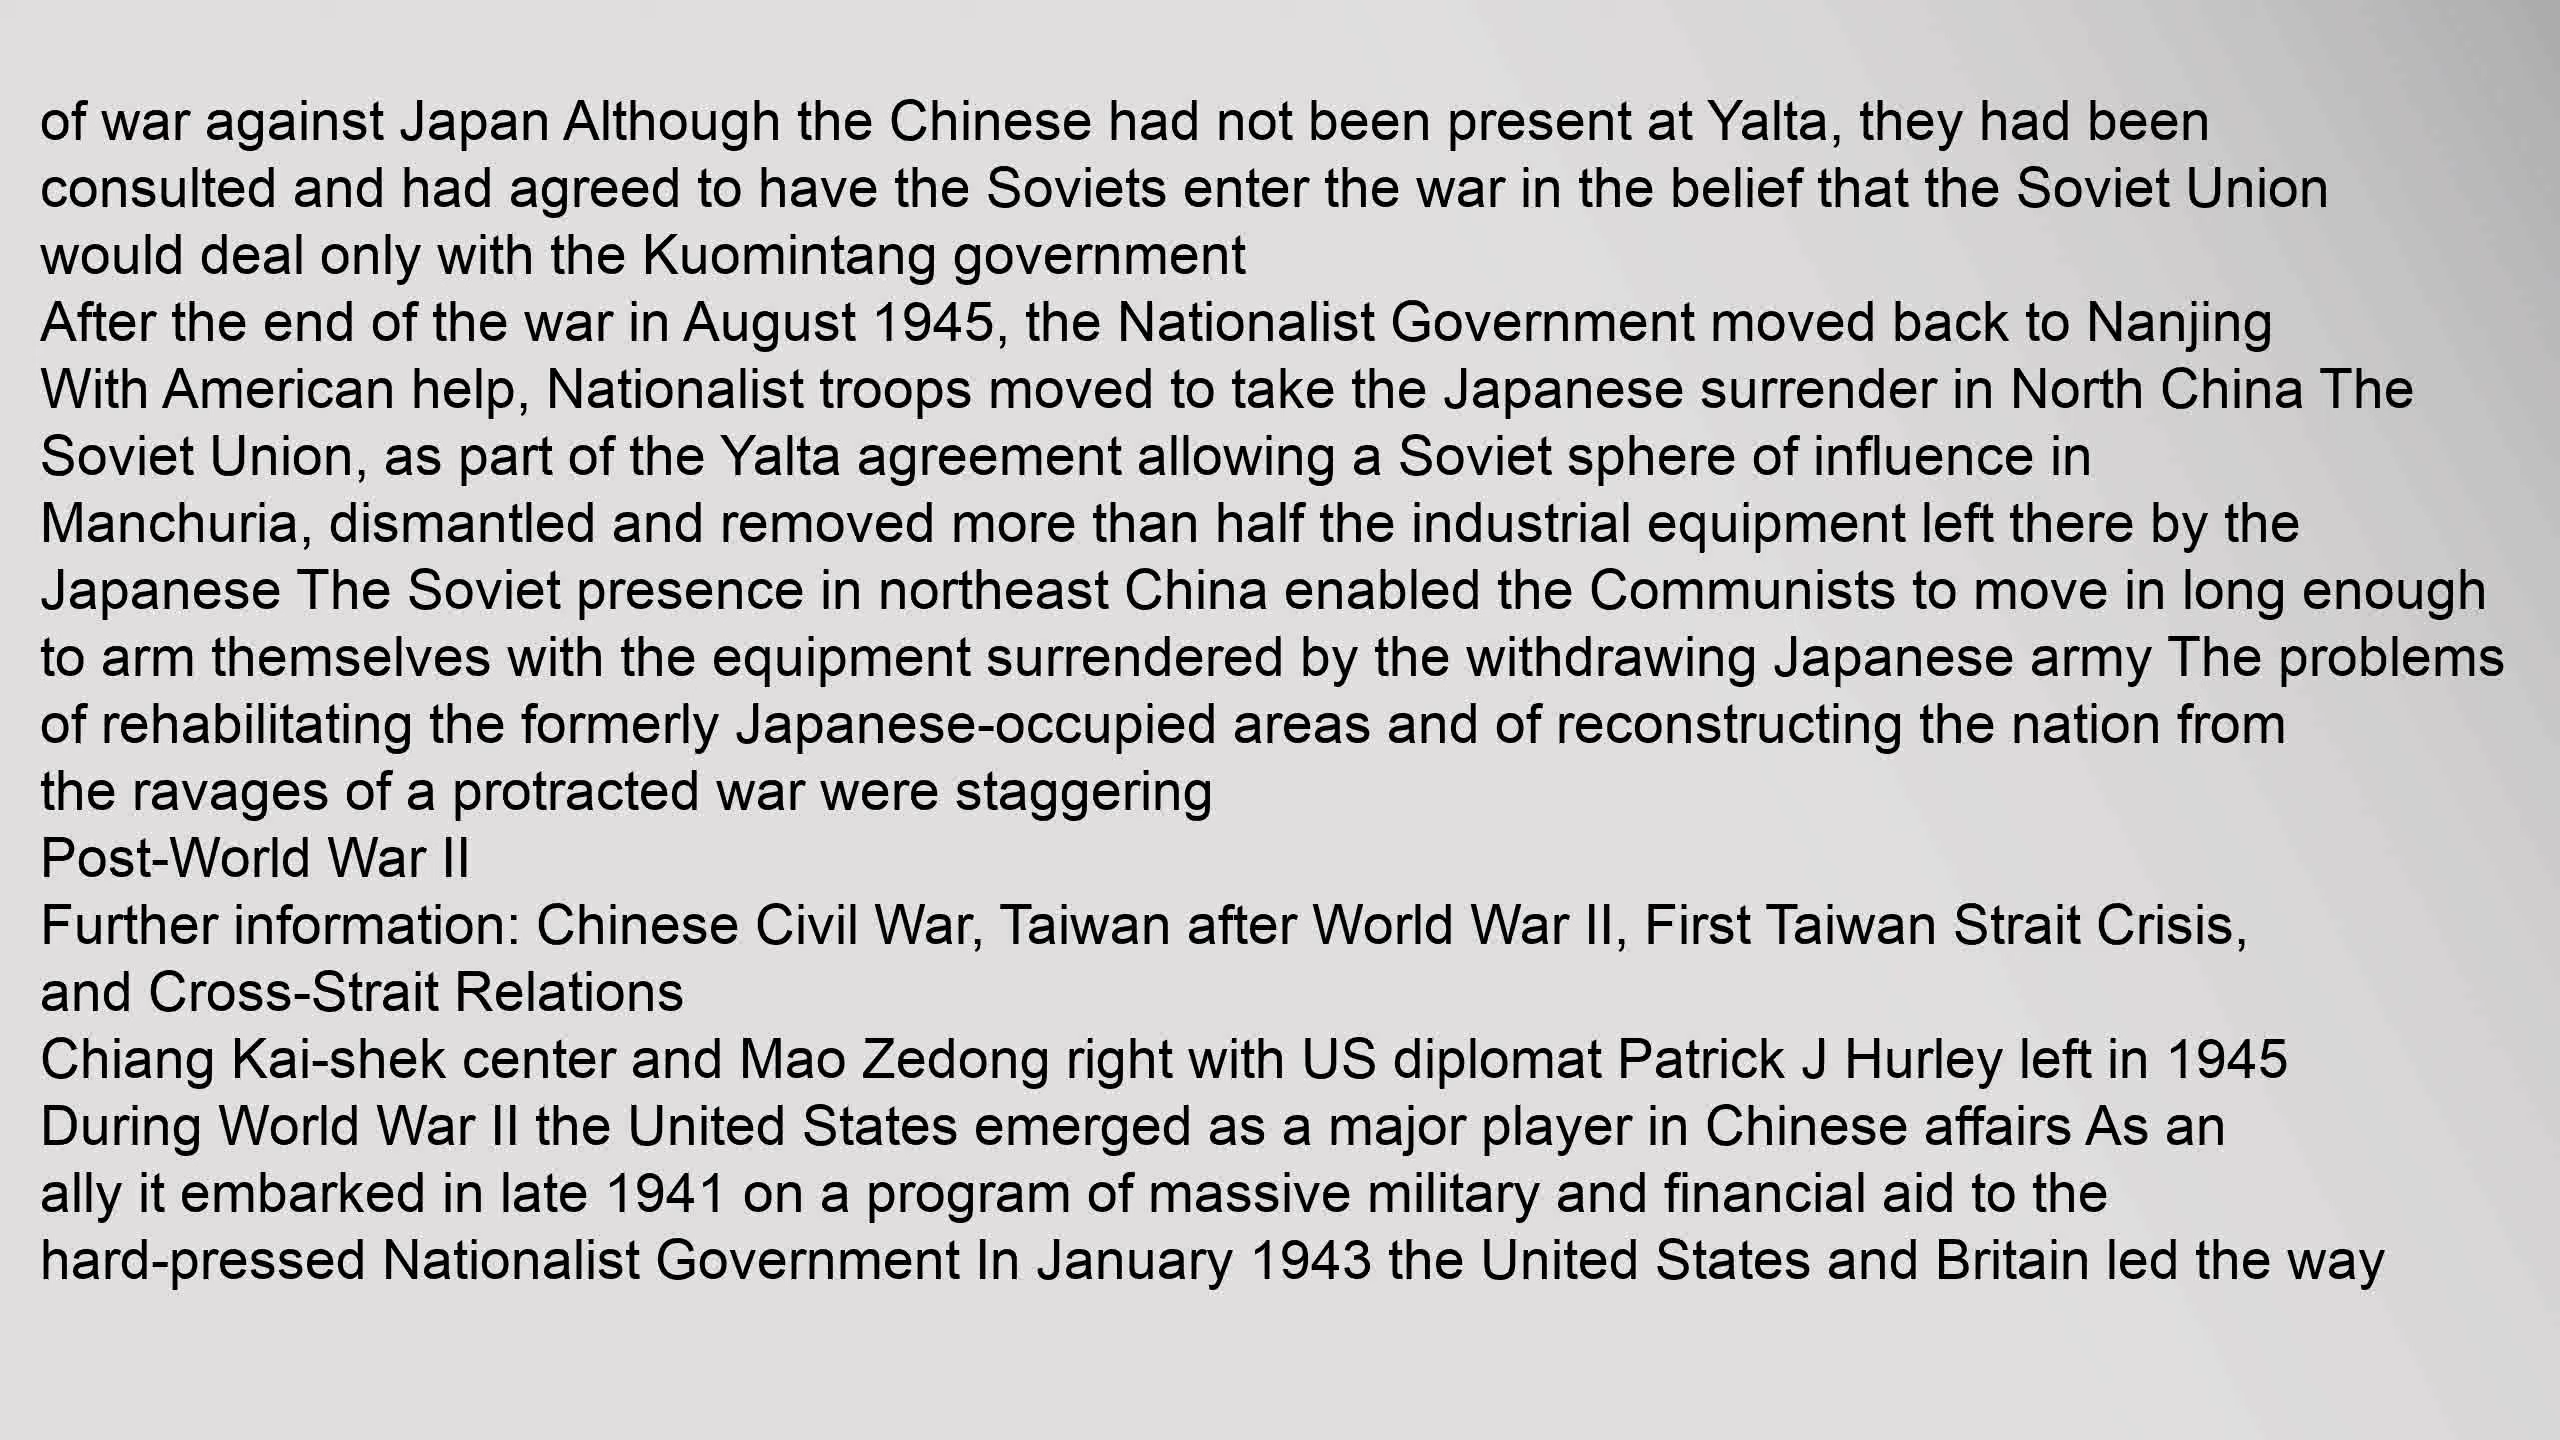 of war against Japan Although the Chinese had not been present at Yalta, they had been
consulted and had agreed to have the Soviets enter the war in the belief that the Soviet Union
would deal only with the Kuomintang government
After the end of the war in August 1945, the Nationalist Government moved back to Nanjing
With American help, Nationalist troops moved to take the Japanese surrender in North China The
Soviet Union, as part of the Yalta agreement allowing a Soviet sphere of influence in
Manchuria, dismantled and removed more than half the industrial equipment left there by the
Japanese The Soviet presence in northeast China enabled the Communists to move in long enough
to arm themselves with the equipment surrendered by the withdrawing Japanese army The problems
of rehabilitating the formerly Japanese-occupied areas and of reconstructing the nation from
the ravages of a protracted war were staggering
Post-World War II
Further information: Chinese Civil War, Taiwan after World War II, First Taiwan Strait Crisis,
and Cross-Strait Relations
Chiang Kai-shek center and Mao Zedong right with US diplomat Patrick J Hurley left in 1945
During World War II the United States emerged as a major player in Chinese affairs As an
ally it embarked in late 1941 on a program of massive military and financial aid to the
hard-pressed Nationalist Government In January 1943 the United States and Britain led the way